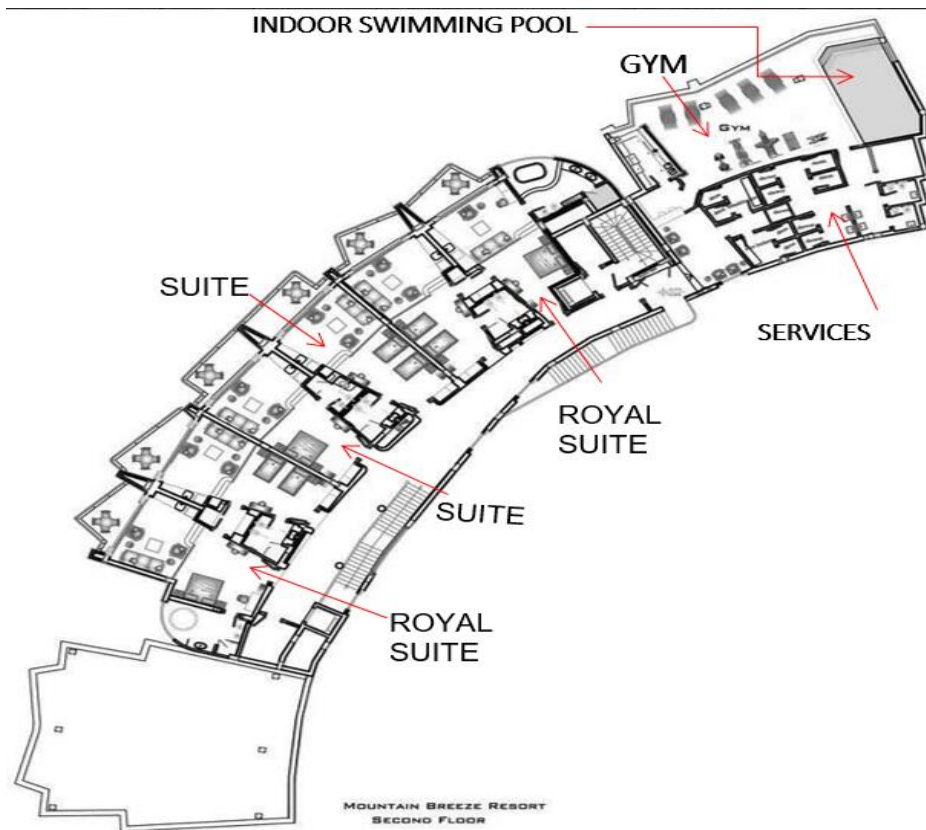 INDOOR SWIMMING POOL
GYM
GYM
SUITE
SERVICES
ROYAL
SUITE
SUITE
ROYAL
SUITE
MOUNTAIN BREEZE RESORT
SECOND FLOOR